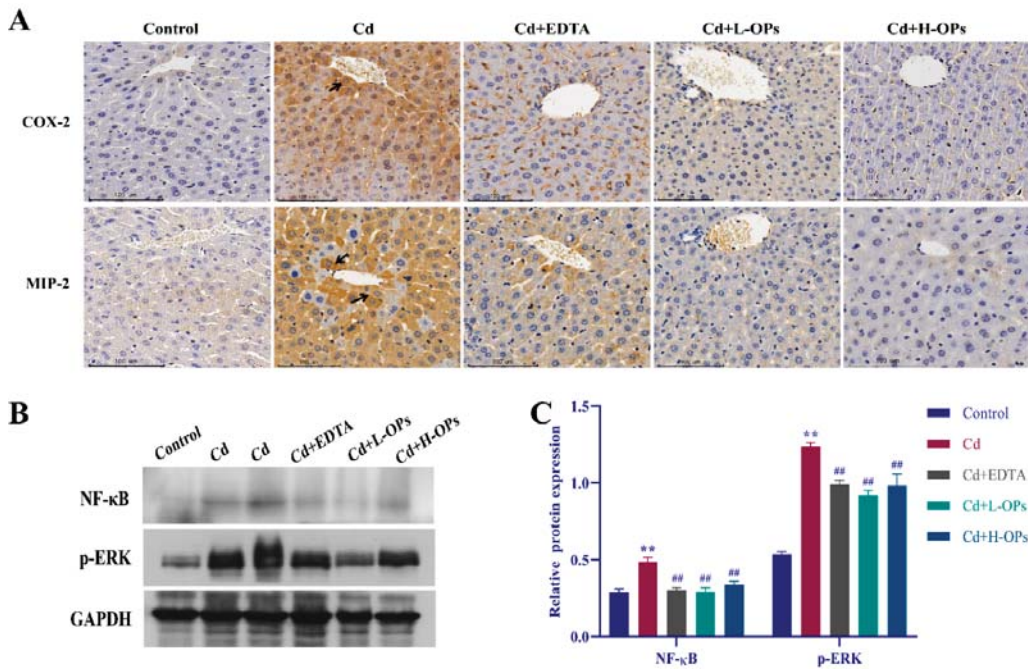 A
Control Cd Cd+EDTA Cd+L-OPs Cd+H-OPs
COX-2
MIP-2
B
Control Cd Cd Cd+EDTA Cd+L-OPs Cd+H-OPs
NF-κB
p-ERK
GAPDH
C
Relative protein expression
1.5
1.0
0.5
0.0
** ## ## ##
** ## ## ##
NF-κB p-ERK
Control
Cd
Cd+EDTA
Cd+L-OPs
Cd+H-OPs